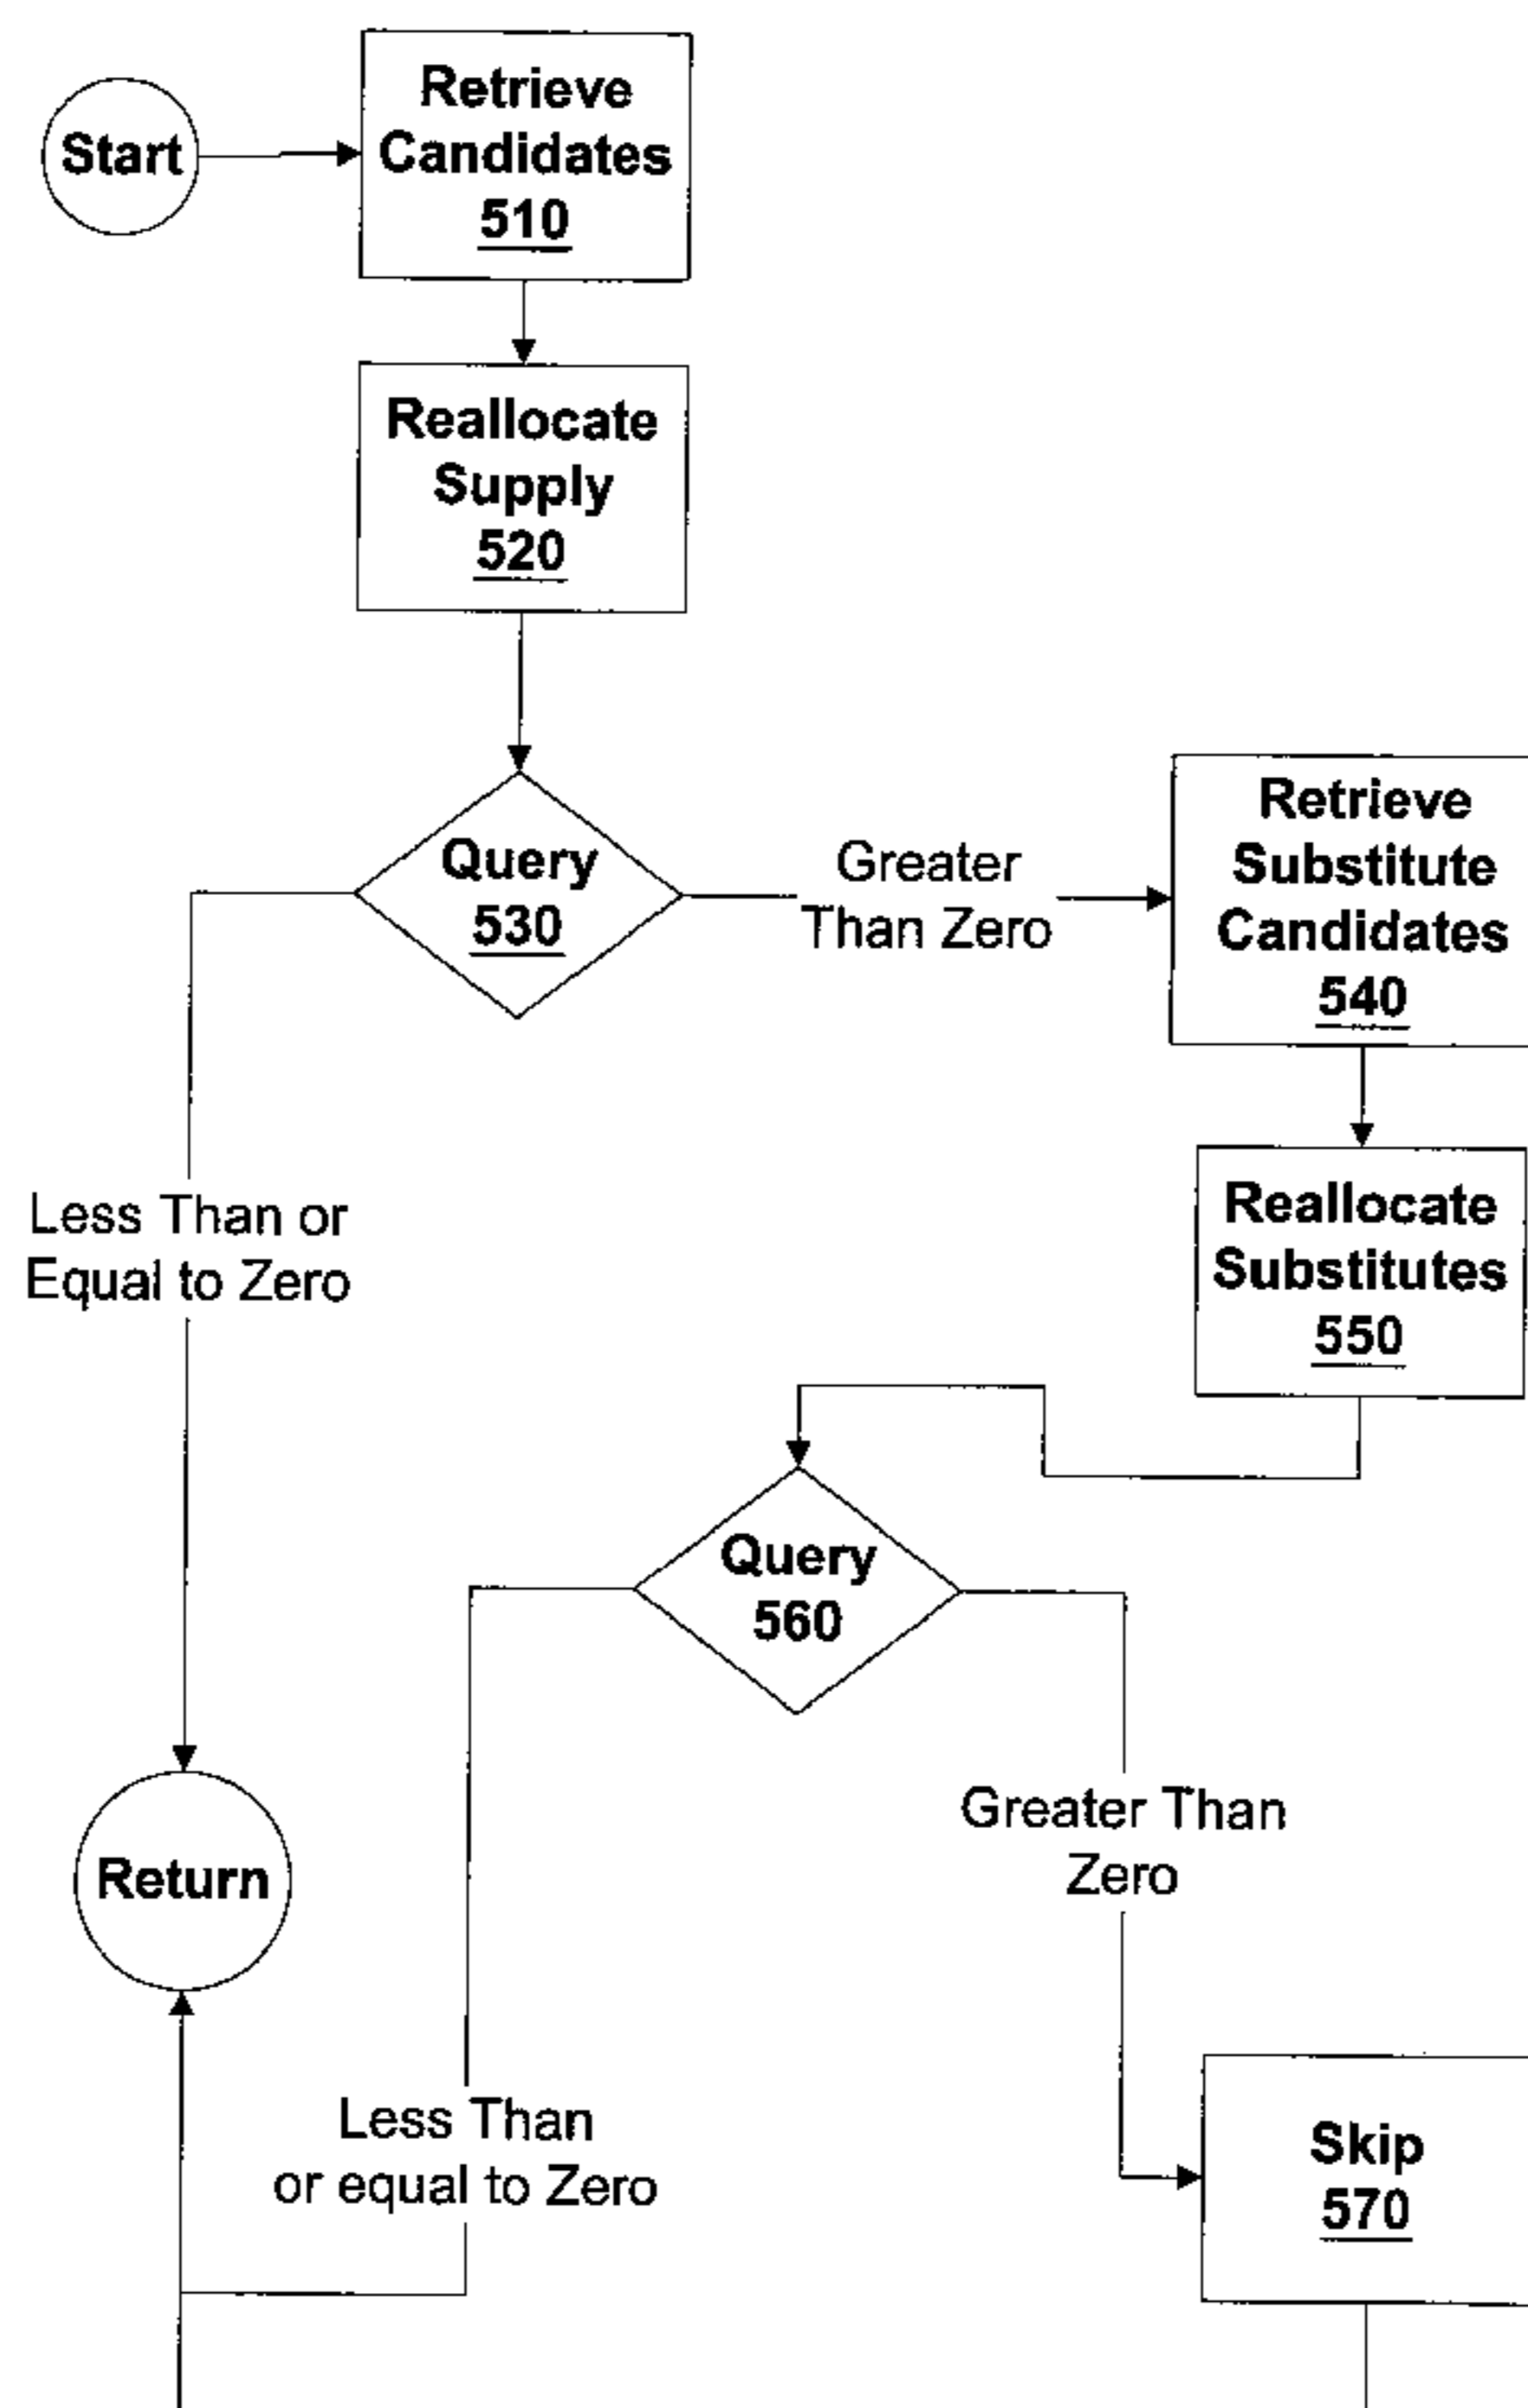 Start
Retrieve
Candidates
510
Reallocate
Supply
520
Query
530
Greater
Than Zero
Retrieve
Substitute
Candidates
540
Less Than or
Equal to Zero
Reallocate
Substitutes
550
Query
560
Greater Than
Zero
Return
Less Than
or equal to Zero
Skip
570